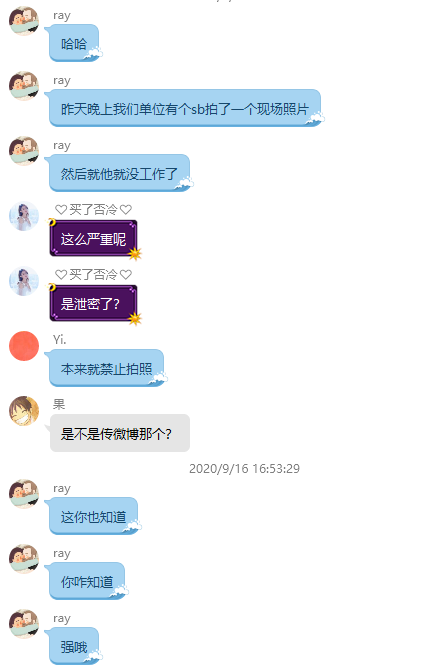 ray
哈哈
ray
昨天晚上我们单位有个sb拍了一个现场照片
ray
然后就他就没工作了
♡买了否冷♡
这么严重呢
♡买了否冷♡
是泄密了?
Yi.
本来就禁止拍照
果
是不是传微博那个?
2020/9/16 16:53:29
ray
这你也知道
ray
你咋知道
ray
强哦